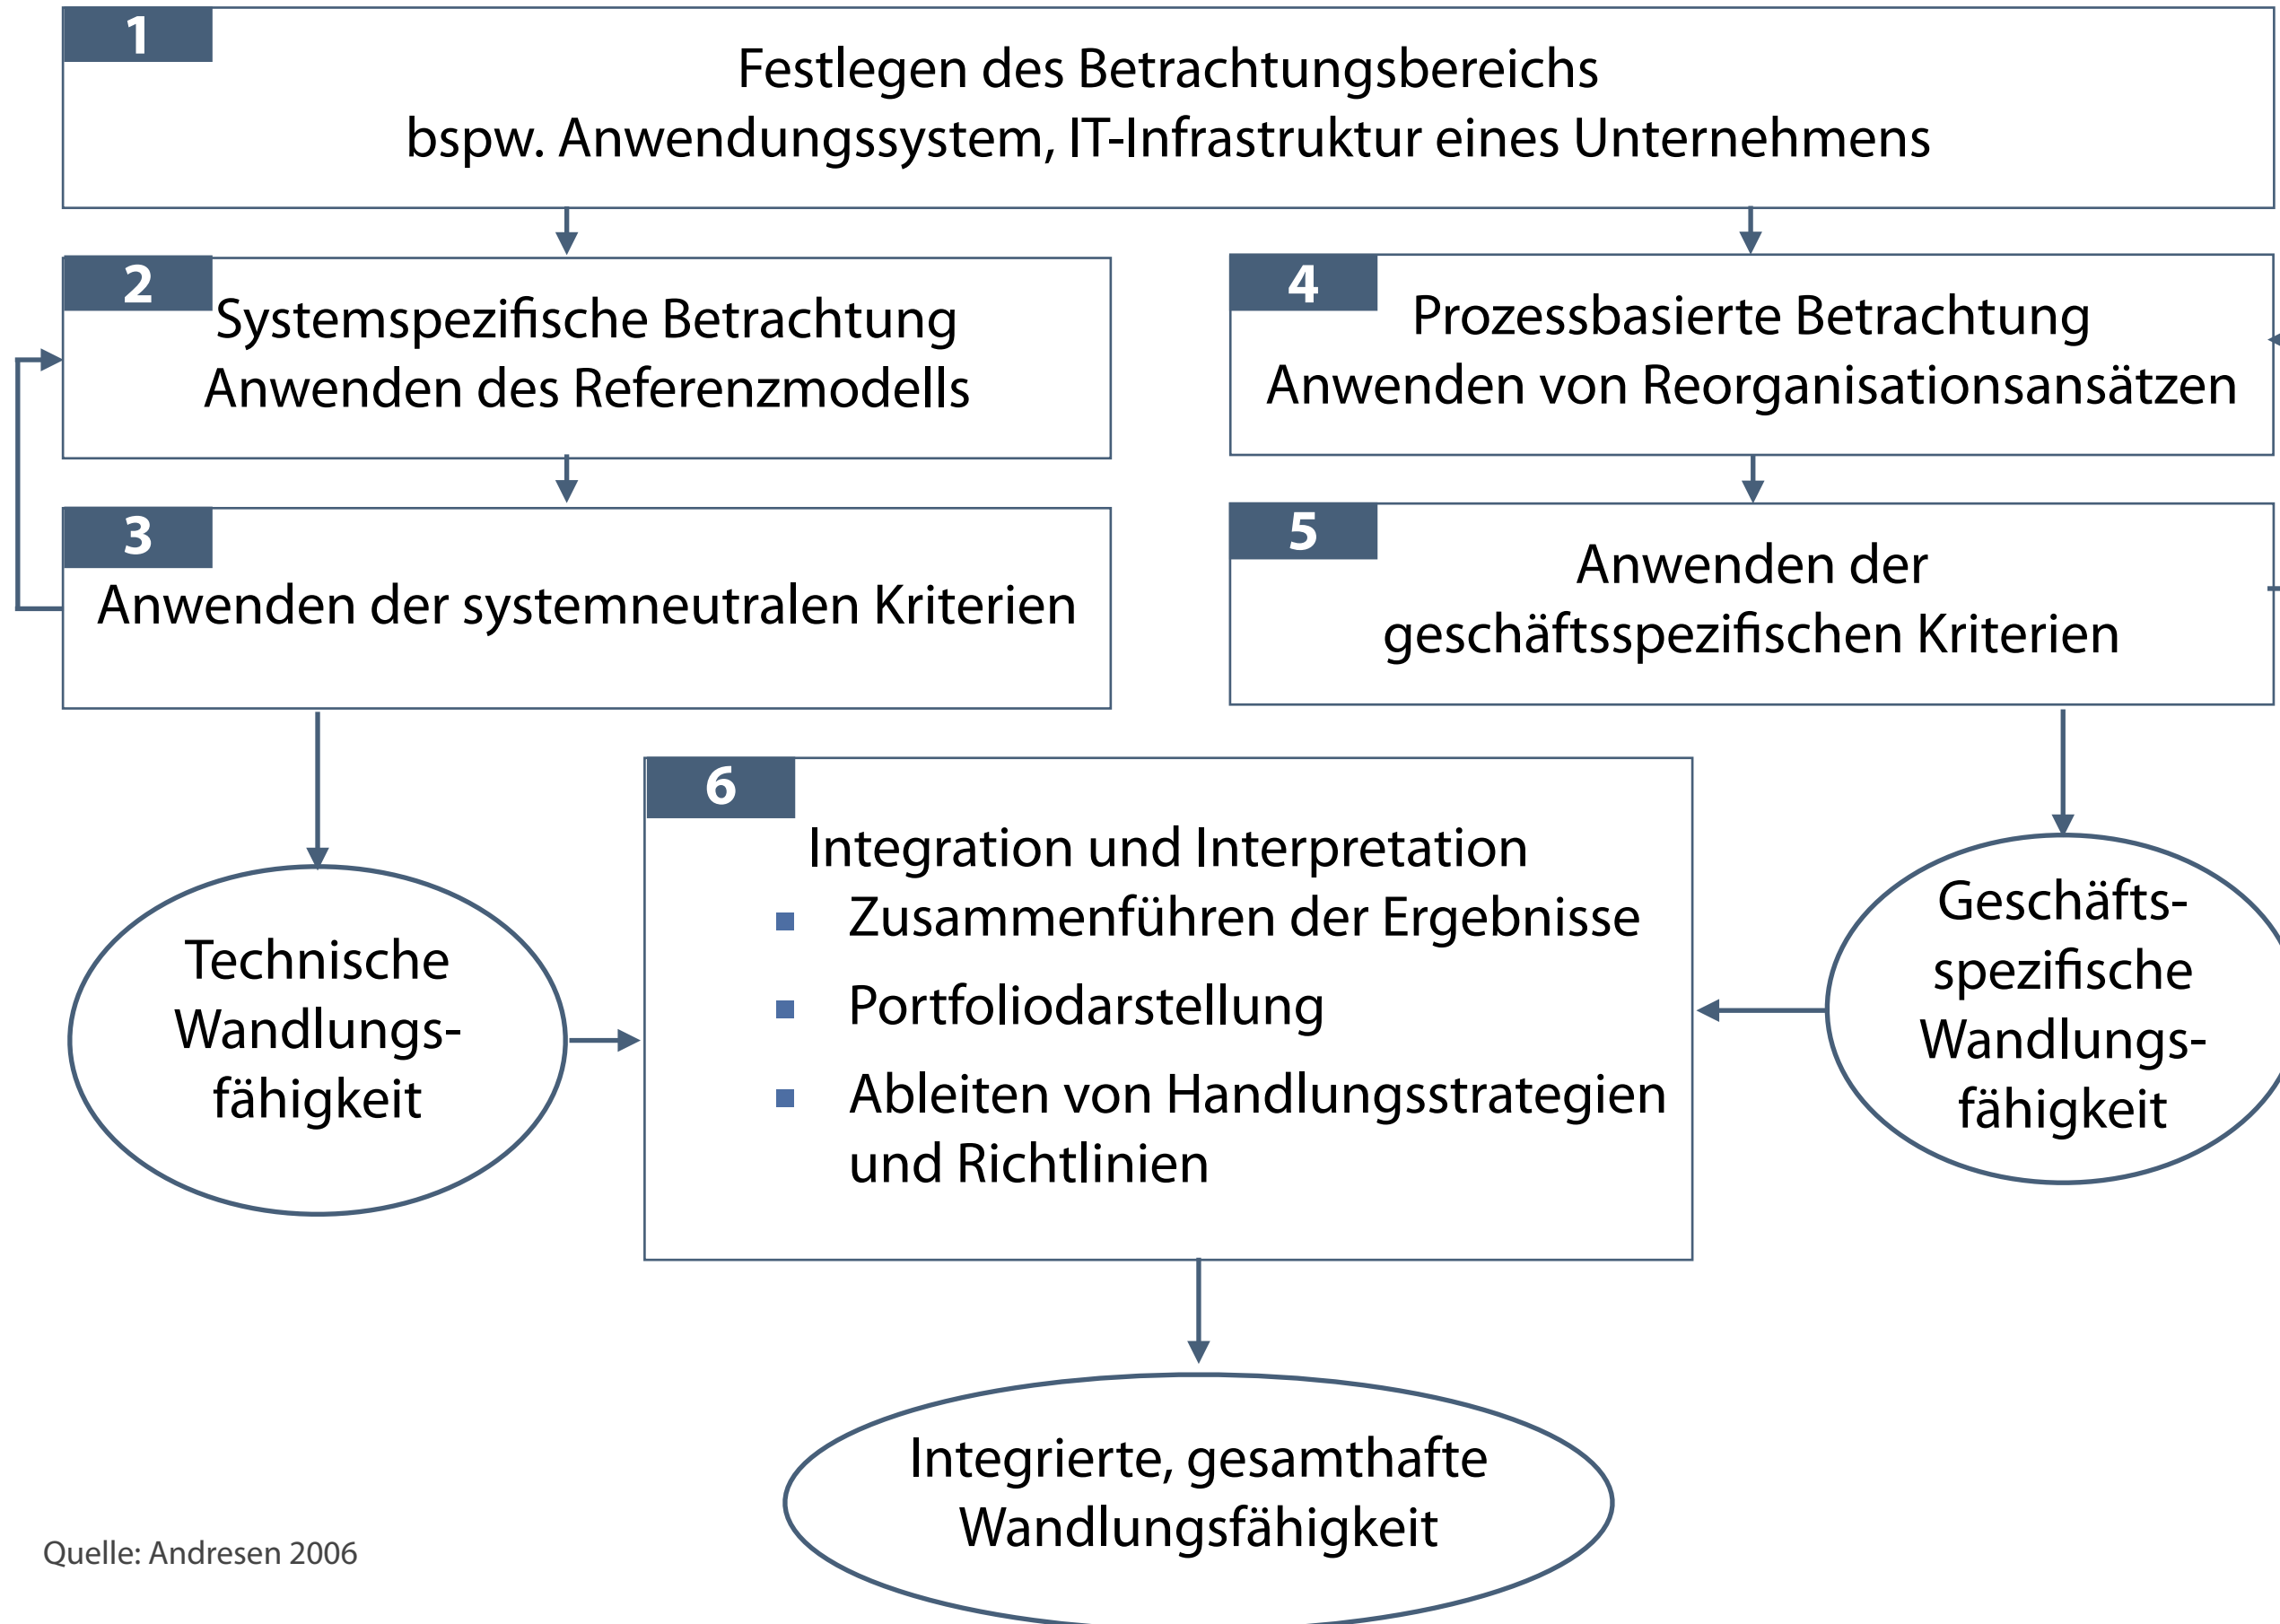 1
Festlegen des Betrachtungsbereichs
bspw. Anwendungssystem, IT-Infrastruktur eines Unternehmens
2
Systemspezifische Betrachtung
Anwenden des Referenzmodells
4
Prozessbasierte Betrachtung
Anwenden von Reorganisationsansätzen
3
Anwenden der systemneutralen Kriterien
5
Anwenden der
geschäftsspezifischen Kriterien
Technische
Wandlungs-
fähigkeit
6
Integration und Interpretation
Zusammenführen der Ergebnisse
Portfoliodarstellung
Ableiten von Handlungsstrategien
und Richtlinien
Geschäfts-
spezifische
Wandlungs-
fähigkeit
Integrierte, gesamthafte
Wandlungsfähigkeit
Quelle: Andresen 2006